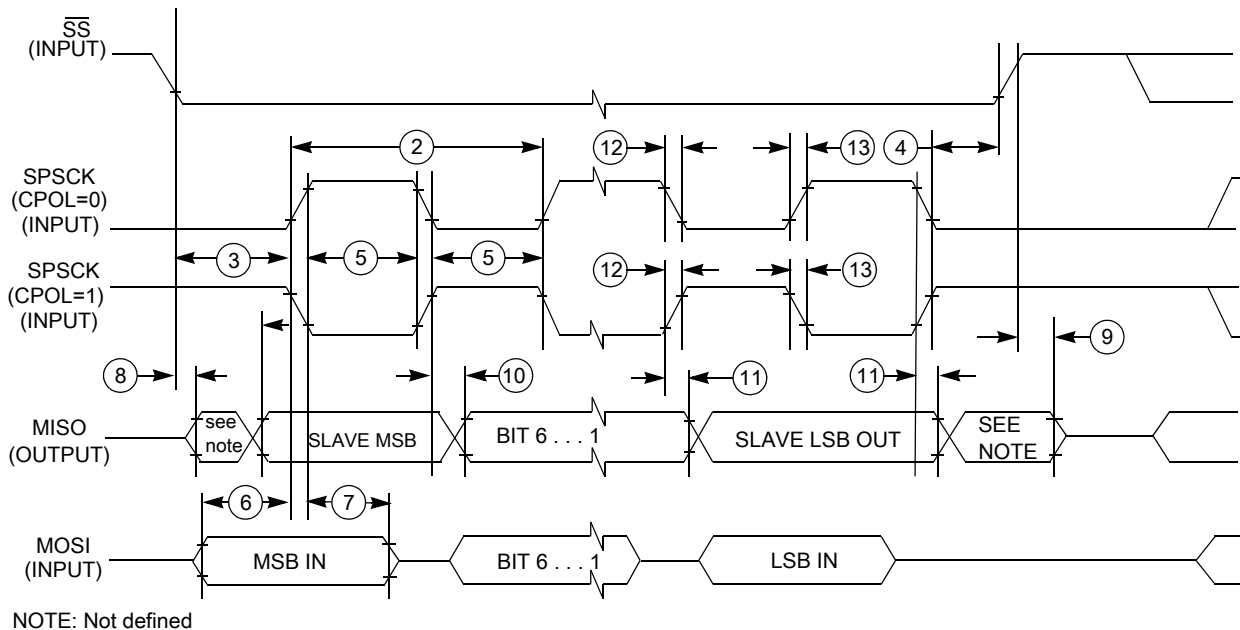 SS
(INPUT)
2
12
13
4
SPSCK
(CPOL=0)
(INPUT)
3
5
5
12
13
SPSCK
(CPOL=1)
(INPUT)
9
8
10
11
11
MISO
(OUTPUT)
see
note
SLAVE MSB
BIT 6 . . . 1
SLAVE LSB OUT
SEE
NOTE
6
7
MOSI
(INPUT)
MSB IN
BIT 6 . . . 1
LSB IN
NOTE: Not defined